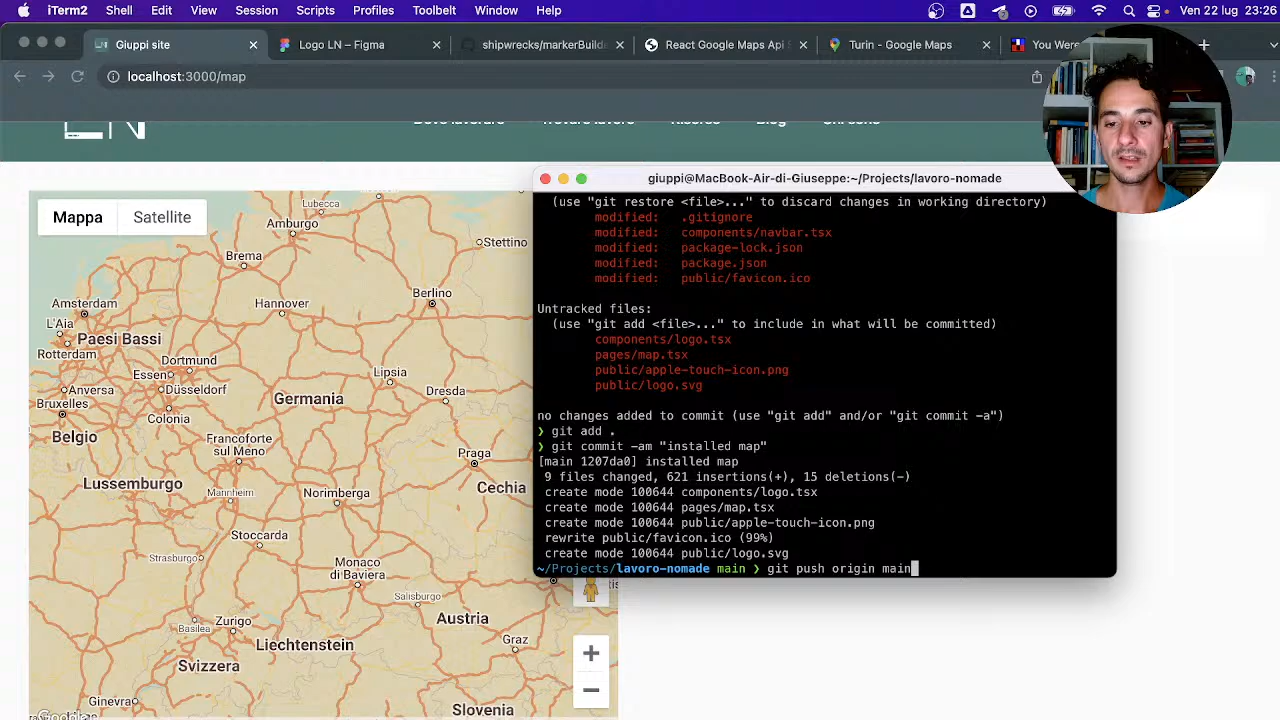 iTerm2 Shell Edit View Session Scripts Profiles Toolbelt Window Help Ven 22 lug 23:26
Giuppi site Logo LN – Figma shipwrecks/markerBuilde React Google Maps Api S Turin - Google Maps You Were
localhost:3000/map
LN
Ricerca Blog
giuppi@MacBook-Air-di-Giuseppe:~/Projects/lavoro-nomade
(use "git restore <file>..." to discard changes in working directory)
modified: .gitignore
modified: components/navbar.tsx
modified: package-lock.json
modified: package.json
modified: public/favicon.ico
Untracked files:
(use "git add <file>..." to include in what will be committed)
components/logo.tsx
pages/map.tsx
public/apple-touch-icon.png
public/logo.svg
no changes added to commit (use "git add" and/or "git commit -a")
❯ git add .
❯ git commit -am "installed map"
[main 1207da0] installed map
9 files changed, 621 insertions(+), 15 deletions(-)
create mode 100644 components/logo.tsx
create mode 100644 pages/map.tsx
create mode 100644 public/apple-touch-icon.png
rewrite public/favicon.ico (99%)
create mode 100644 public/logo.svg
~/Projects/lavoro-nomade main ❯ git push origin main
Mappa Satellite
Lubecca
Amburgo
Stettino
Brema
Berlino
Amsterdam
Hannover
L'Aia
Paesi Bassi
Rotterdam
Dortmund
Essen
Lipsia
Anversa
Düsseldorf
Dresda
Bruxelles
Germania
Colonia
Belgio
Francoforte
sul Meno
Praga
Lussemburgo
Mannheim
Norimberga
Cechia
Stoccarda
Strasburgo
Monaco
di Baviera
Salisburgo
Basilea
Zurigo
Austria
Liechtenstein
Graz
Svizzera
Ginevra
Slovenia